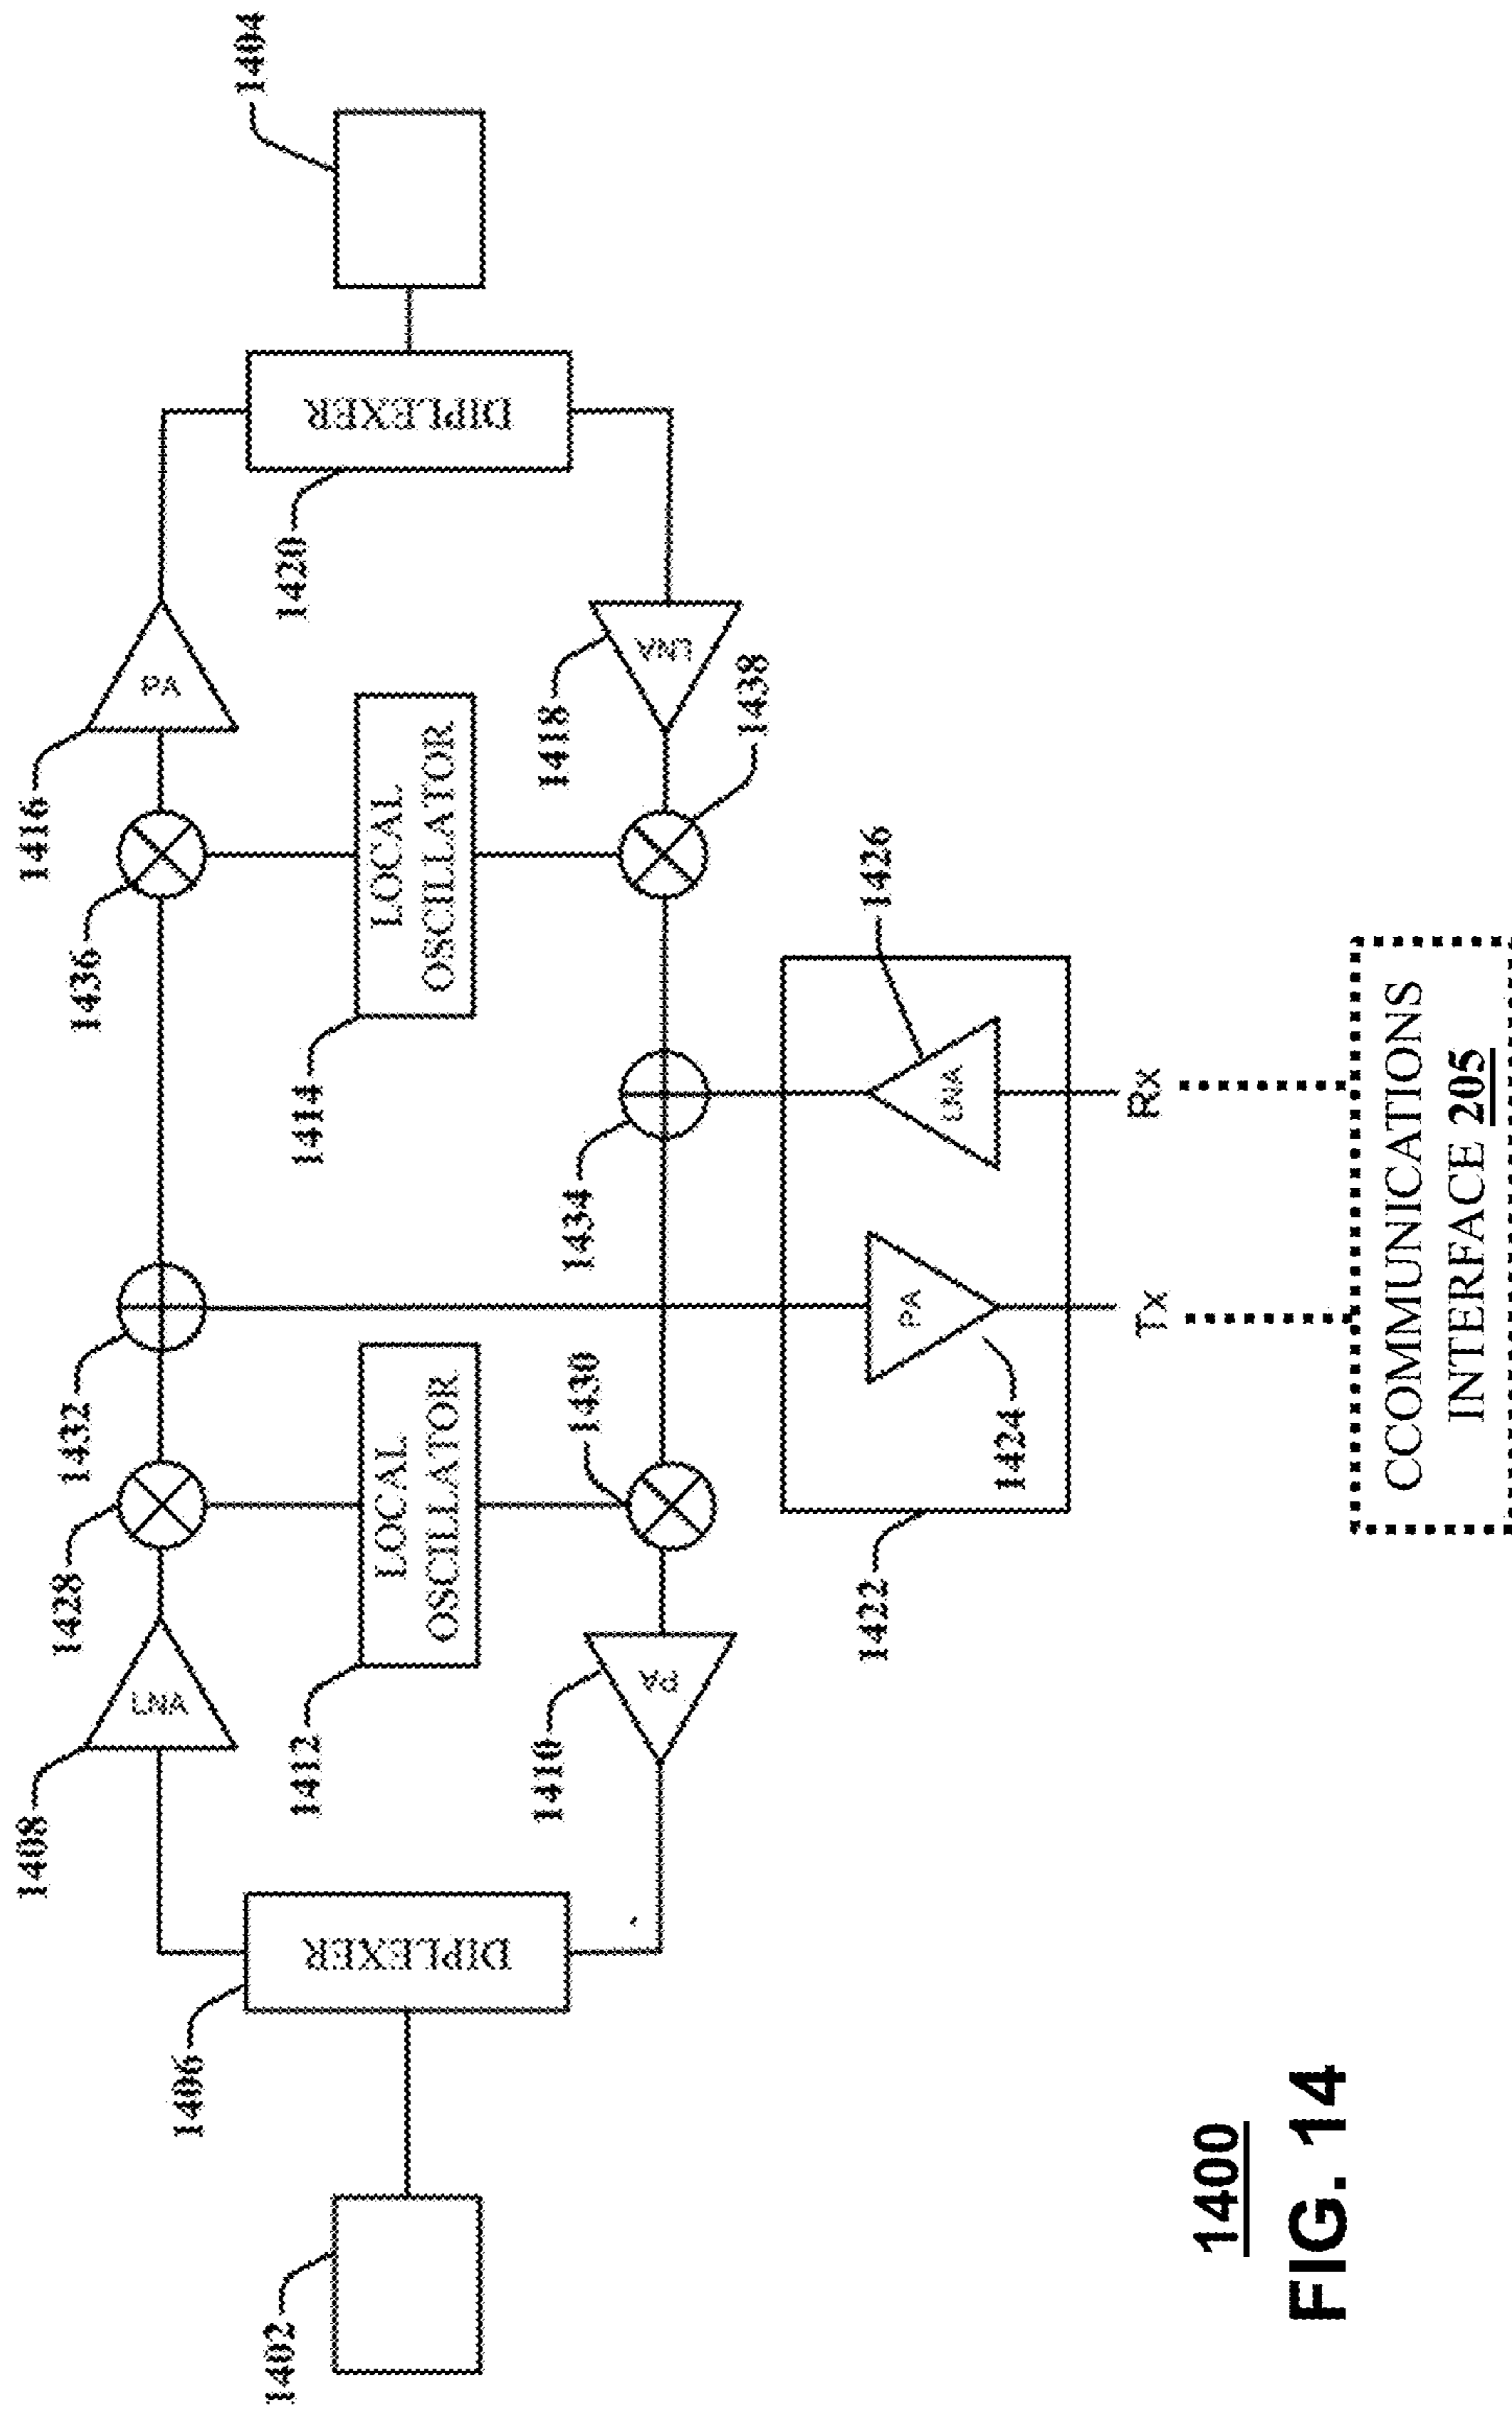 1408
1428
1432
1436
1416
LNA
PA
1404
1406
DIPLEXER
1412
LOCAL
OSCILLATOR
1414
LOCAL
OSCILLATOR
1420
DIPLEXER
1402
1410
PA
1430
1434
1418
LNA
1438
1422
PA
1424
LNA
1426
Tx
Rx
CCOMMUNICATIONS
INTERFACE 205
1400
FIG. 14